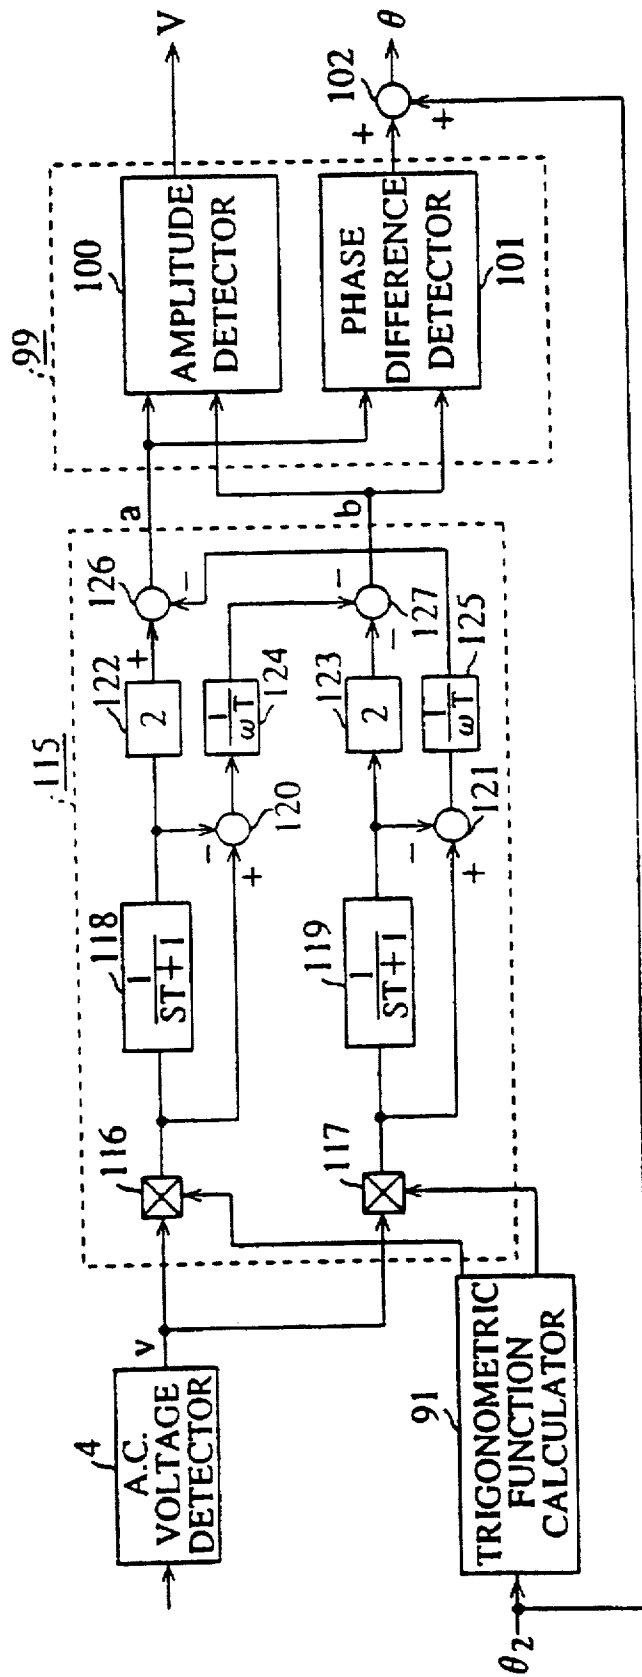 4
A.C.
VOLTAGE
DETECTOR
v
θ2
91
TRIGONOMETRIC
FUNCTION
CALCULATOR
115
116
117
118
1
ST+1
119
1
ST+1
−
+
120
−
+
121
122
2
1
ωT
124
123
2
1
ωT
125
+
126
−
−
−
127
a
b
99
100
AMPLITUDE
DETECTOR
PHASE
DIFFERENCE
DETECTOR
101
V
+
+
102
θ